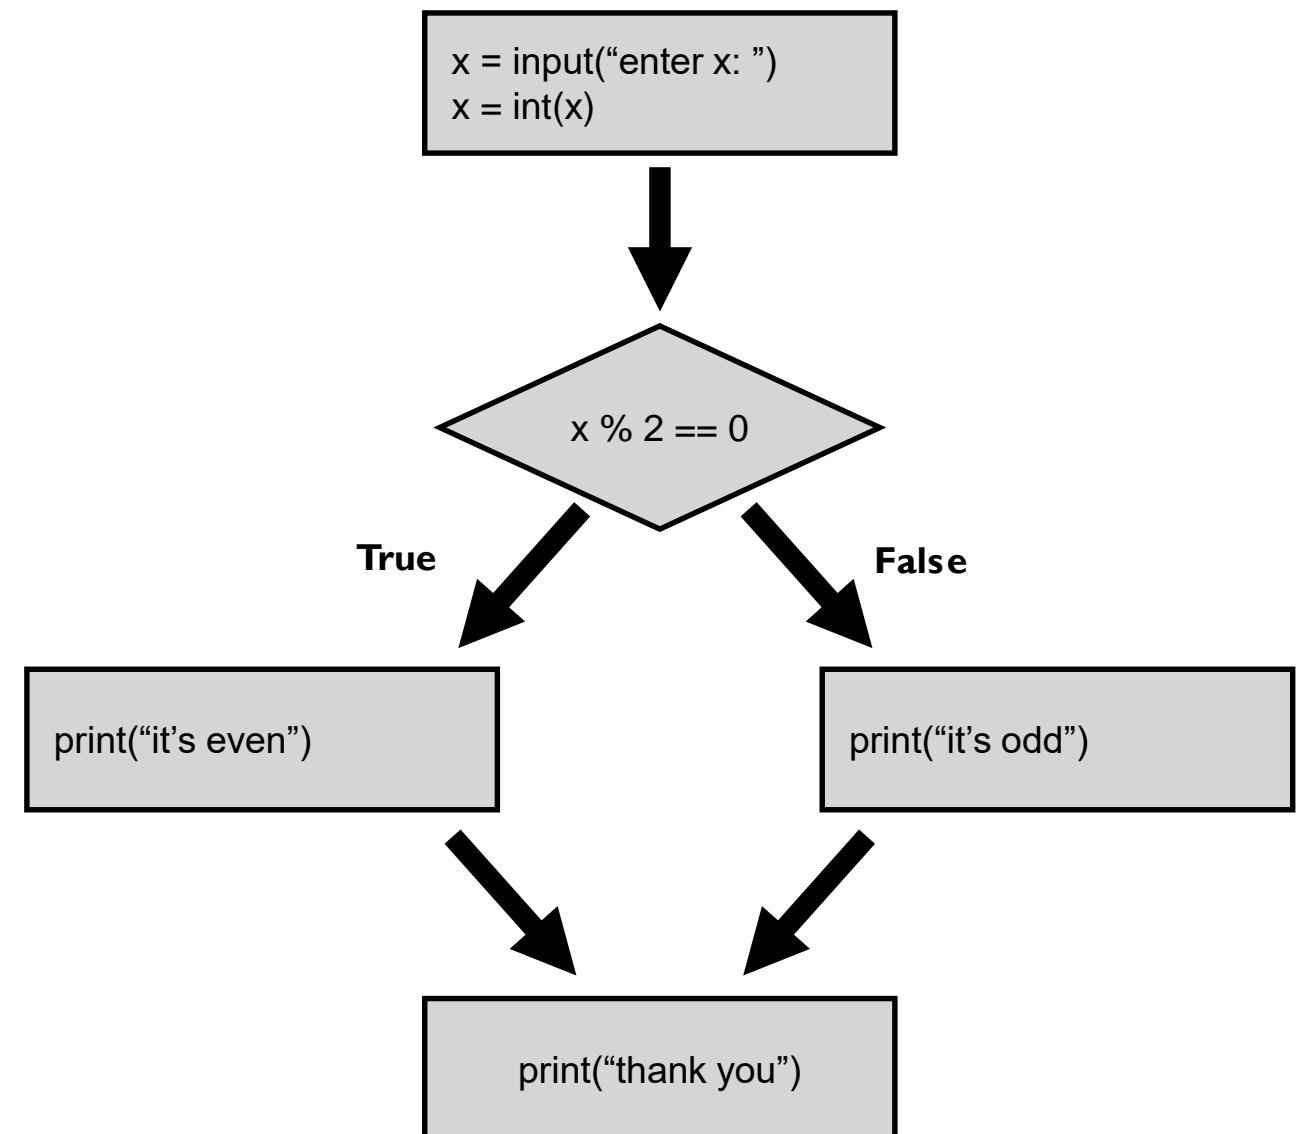 x = input(“enter x: ”)
x = int(x)
x % 2 == 0
True
False
print(“it’s even”)
print(“it’s odd”)
print(“thank you”)